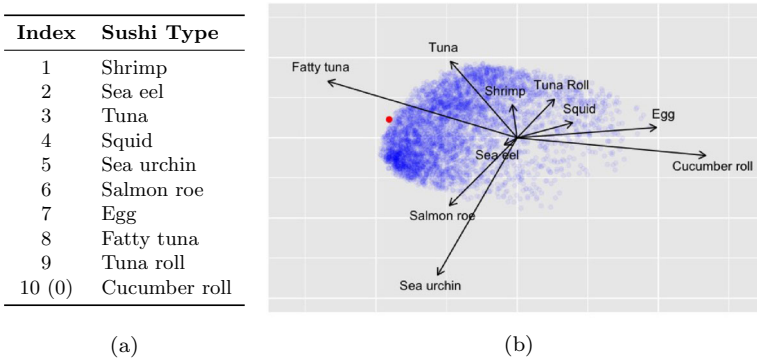 Index Sushi Type
1 Shrimp
2 Sea eel
3 Tuna
4 Squid
5 Sea urchin
6 Salmon roe
7 Egg
8 Fatty tuna
9 Tuna roll
10 (0) Cucumber roll
(a)
Tuna
Fatty tuna
Shrimp
Tuna Roll
Squid
Egg
Sea eel
Cucumber roll
Salmon roe
Sea urchin
(b)